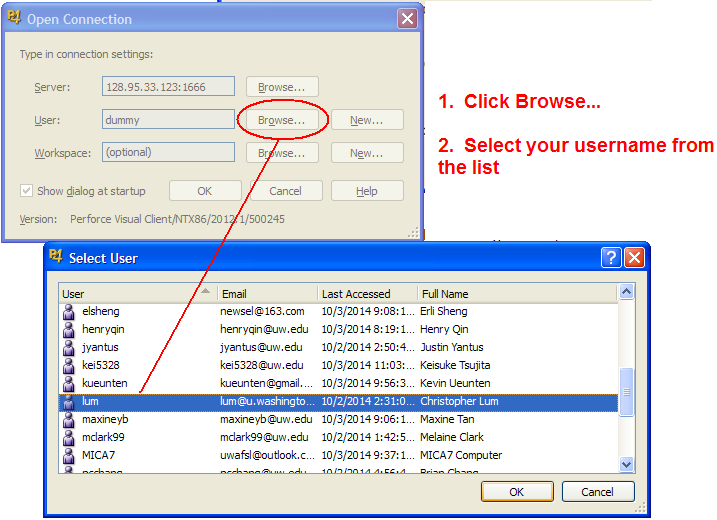 Open Connection
Type in connection settings:
Server: 128.95.33.123:1666 Browse...
User: dummy Browse... New...
Workspace: (optional) Browse... New...
Show dialog at startup OK Cancel Help
Version: Perforce Visual Client/NTX86/2012.1/500245
1. Click Browse...
2. Select your username from
the list
Select User
User Email Last Accessed Full Name
elsheng newsel@163.com 10/3/2014 9:08:1... Erli Sheng
henryqin henryqin@uw.edu 10/3/2014 8:19:1... Henry Qin
jyantus jyantus@uw.edu 10/2/2014 2:50:4... Justin Yantus
kei5328 kei5328@uw.edu 10/3/2014 11:03:... Keisuke Tsujita
kueunten kueunten@gmail.... 10/3/2014 9:56:3... Kevin Ueunten
lum lum@u.washingto... 10/2/2014 2:31:0... Christopher Lum
maxineyb maxineyb@uw.edu 10/3/2014 9:06:1... Maxine Tan
mclark99 mclark99@uw.edu 10/2/2014 1:42:5... Melaine Clark
MICA7 uwafsl@outlook.c... 10/3/2014 9:37:1... MICA7 Computer
OK Cancel